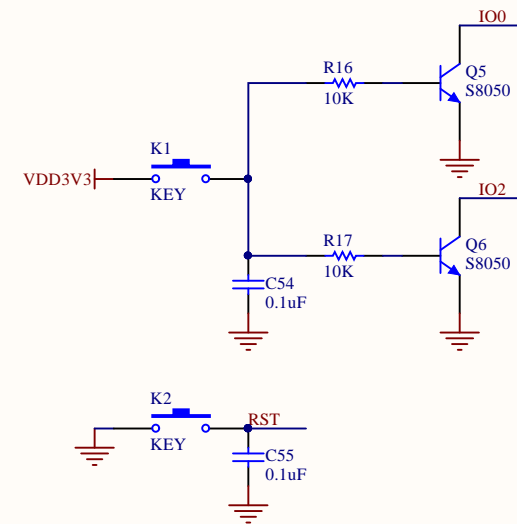 IO0
R16
10K
Q5
S8050
K1
VDD3V3
KEY
IO2
R17
10K
Q6
S8050
C54
0.1uF
K2
RST
KEY
C55
0.1uF